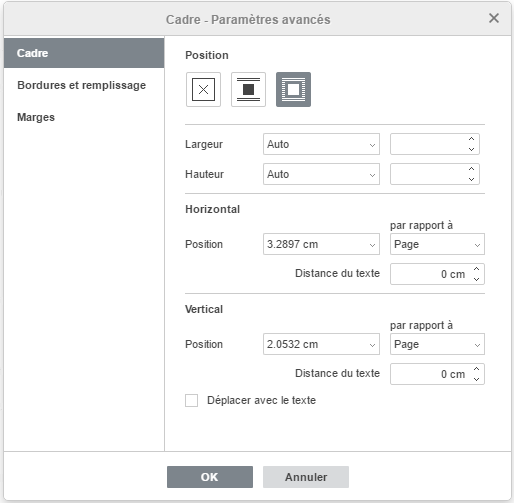 Cadre - Paramètres avancés
Cadre
Bordures et remplissage
Marges
Position
Largeur Auto
Hauteur Auto
Horizontal
par rapport à
Position 3.2897 cm Page
Distance du texte 0 cm
Vertical
par rapport à
Position 2.0532 cm Page
Distance du texte 0 cm
Déplacer avec le texte
OK Annuler